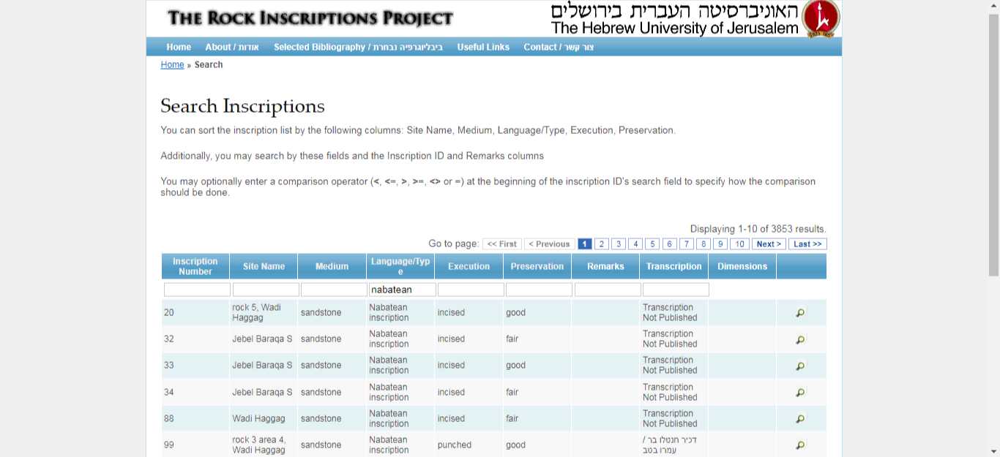 THE ROCK INSCRIPTIONS PROJECT
האוניברסיטה העברית בירושלים
The Hebrew University of Jerusalem
Home About / אודות Selected Bibliography / ביבליוגרפיה נבחרת Useful Links Contact / צור קשר
Home » Search
Search Inscriptions
You can sort the inscription list by the following columns: Site Name, Medium, Language/Type, Execution, Preservation.
Additionally, you may search by these fields and the Inscription ID and Remarks columns
You may optionally enter a comparison operator (<, <=, >, >=, <> or =) at the beginning of the inscription ID's search field to specify how the comparison
should be done.
Displaying 1-10 of 3853 results.
Go to page: << First < Previous 1 2 3 4 5 6 7 8 9 10 Next > Last >>
Inscription Number Site Name Medium Language/Type Execution Preservation Remarks Transcription Dimensions
nabatean
20 rock 5, Wadi Haggag sandstone Nabatean inscription incised good Transcription Not Published
32 Jebel Baraqa S sandstone Nabatean inscription incised fair Transcription Not Published
33 Jebel Baraqa S sandstone Nabatean inscription incised good Transcription Not Published
34 Jebel Baraqa S sandstone Nabatean inscription incised fair Transcription Not Published
88 Wadi Haggag sandstone Nabatean inscription incised fair Transcription Not Published
99 rock 3 area 4, Wadi Haggag sandstone Nabatean inscription punched good דכיר חנטלו בר / עמרו בטב